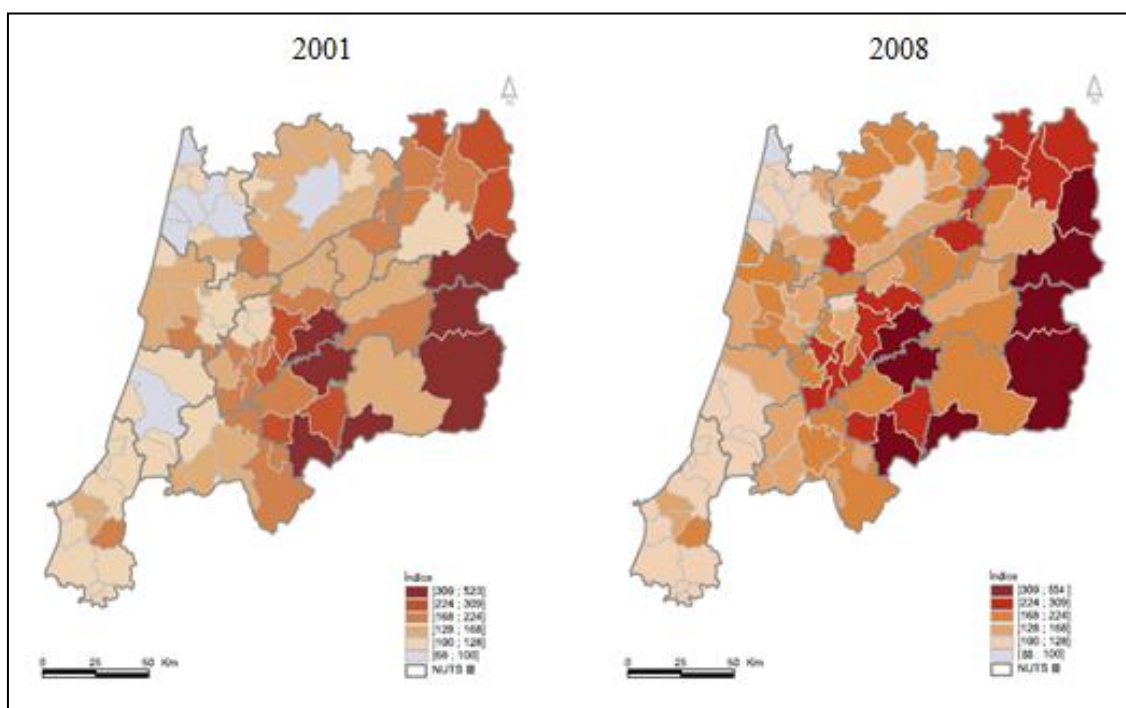 2001
2008
N
N
Índice
[309 ; 523]
[224 ; 309[
[168 ; 224[
[128 ; 168[
[100 ; 128[
[68 ; 100[
NUTS III
0 25 50 Km
Índice
[309 ; 554]
[224 ; 309[
[168 ; 224[
[128 ; 168[
[100 ; 128[
[88 ; 100[
NUTS III
0 25 50 Km